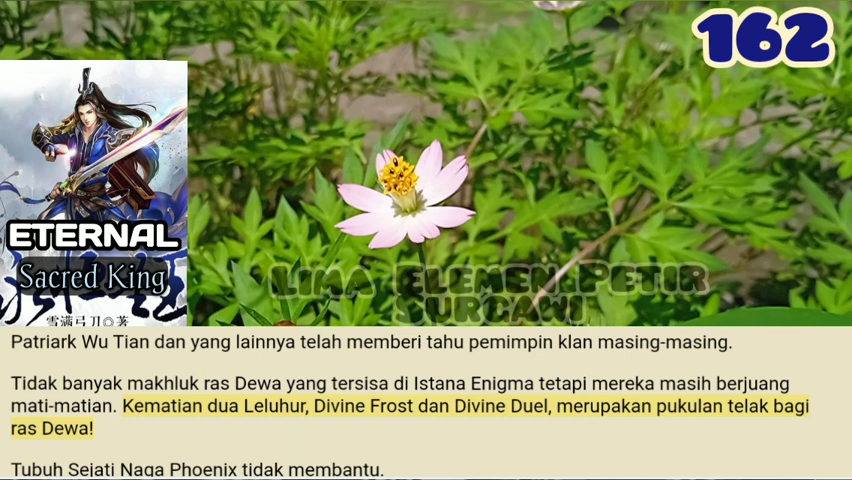 162
ETERNAL
Sacred King
雪满弓刀◎著
LIMA ELEMEN PETIR
SURGAWI
Patriark Wu Tian dan yang lainnya telah memberi tahu pemimpin klan masing-masing.
Tidak banyak makhluk ras Dewa yang tersisa di Istana Enigma tetapi mereka masih berjuang
mati-matian. Kematian dua Leluhur, Divine Frost dan Divine Duel, merupakan pukulan telak bagi
ras Dewa!
Tubuh Sejati Naga Phoenix tidak membantu.